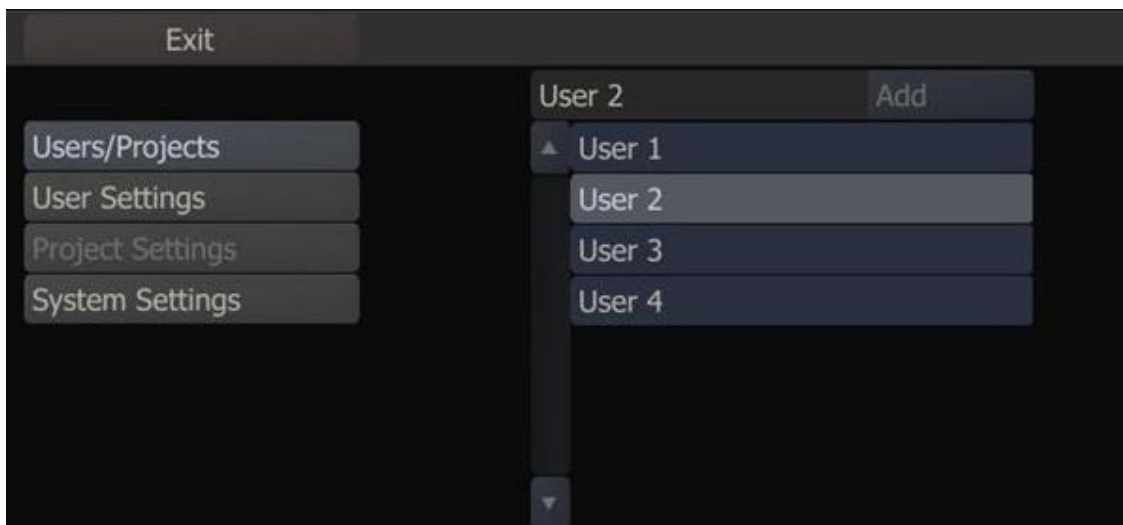 Exit
User 2 Add
Users/Projects
User 1
User Settings
User 2
Project Settings
User 3
System Settings
User 4